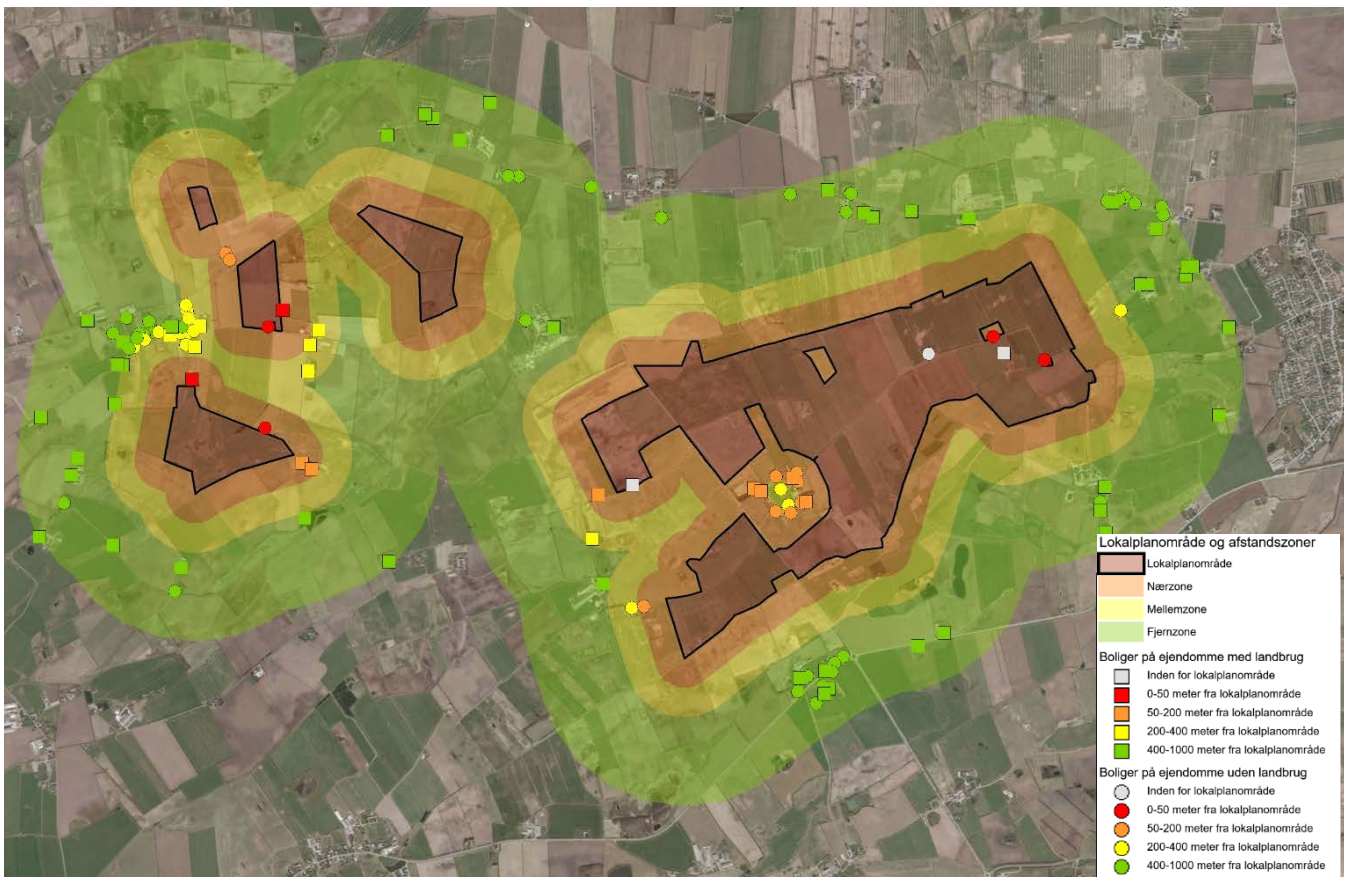 Lokalplanområde og afstandszoner
Lokalplanområde
Nærzone
Mellemzone
Fjernzone
Boliger på ejendomme med landbrug
Inden for lokalplanområde
0-50 meter fra lokalplanområde
50-200 meter fra lokalplanområde
200-400 meter fra lokalplanområde
400-1000 meter fra lokalplanområde
Boliger på ejendomme uden landbrug
Inden for lokalplanområde
0-50 meter fra lokalplanområde
50-200 meter fra lokalplanområde
200-400 meter fra lokalplanområde
400-1000 meter fra lokalplanområde